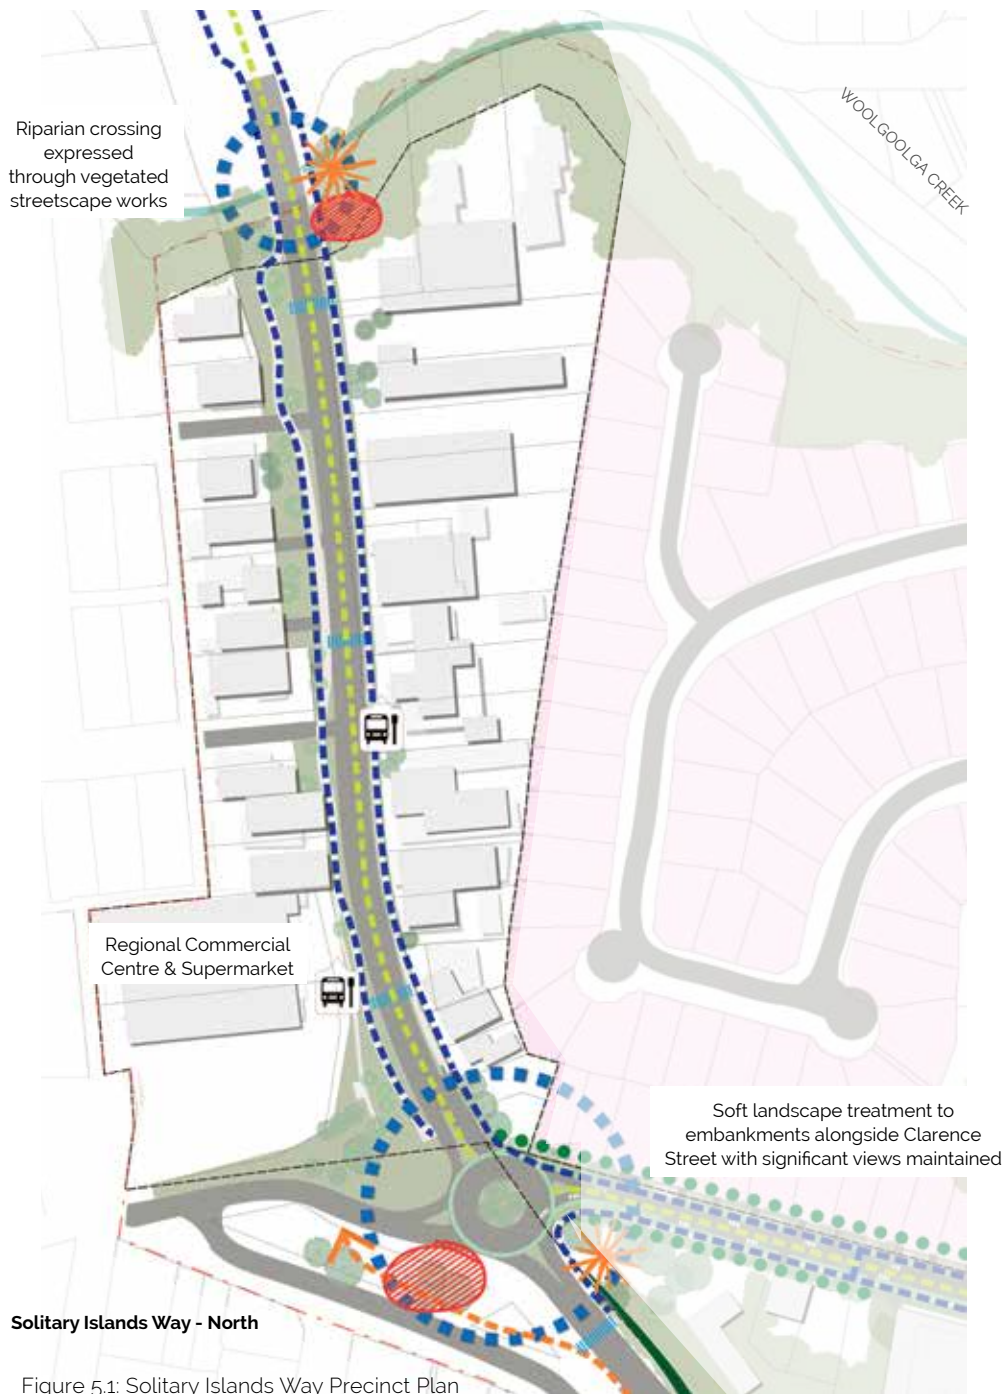 WOOLGOOLGA CREEK
Riparian crossing
expressed
through vegetated
streetscape works
Regional Commercial
Centre & Supermarket
Soft landscape treatment to
embankments alongside Clarence
Street with significant views maintained
Solitary Islands Way - North
Figure 5.1: Solitary Islands Way Precinct Plan